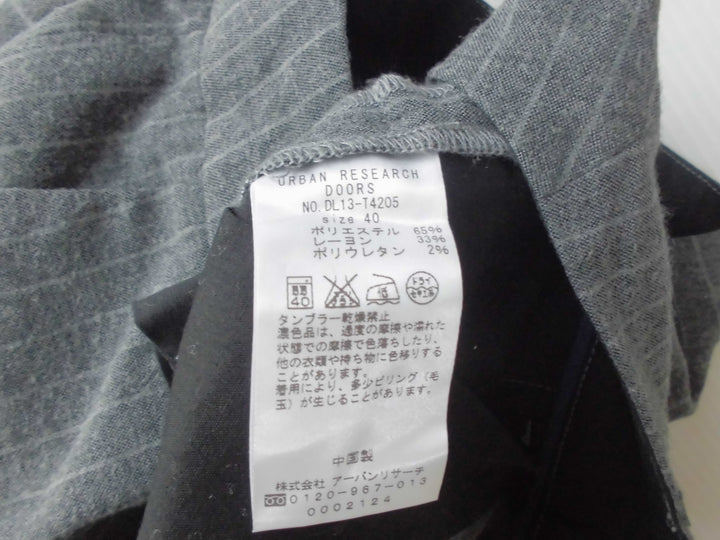 URBAN RESEARCH
DOORS
NO.DL13-T4205
size 40
ポリエステル 65%
レーヨン 33%
ポリウレタン 2%
40 ドライ
タンブラー乾燥禁止
濃色品は、過度の摩擦や濡れた
状態での摩擦で色落ちしたり、
他の衣類や持ち物に色移りする
ことがあります。
着用により、多少ピリング(毛
玉)が生じることがあります。
中国製
株式会社 アーバンリサーチ
0120-967-013
0002124